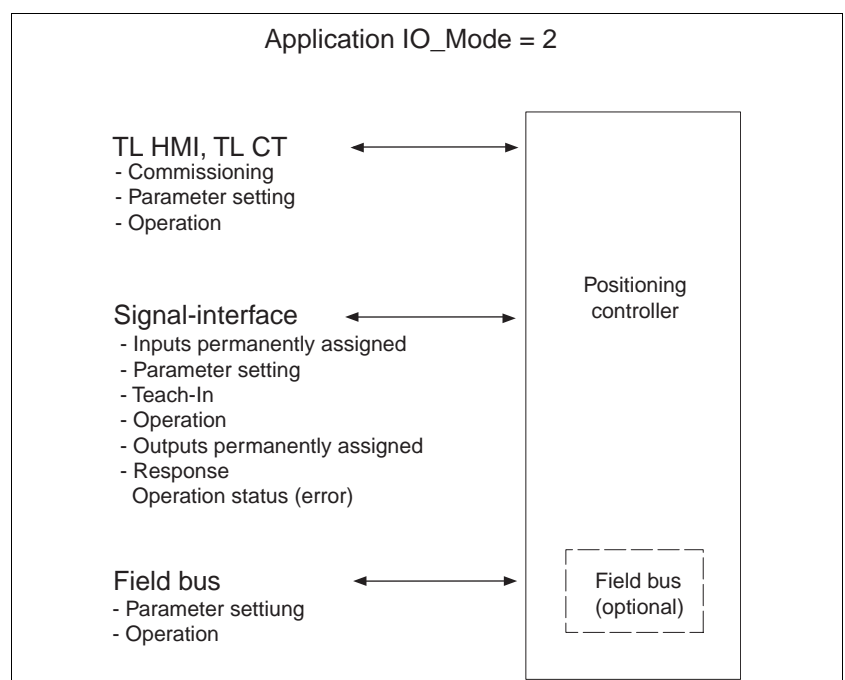 Application IO_Mode = 2
TL HMI, TL CT
- Commissioning
- Parameter setting
- Operation
Signal-interface
- Inputs permanently assigned
- Parameter setting
- Teach-In
- Operation
- Outputs permanently assigned
- Response
Operation status (error)
Field bus
- Parameter settiung
- Operation
Positioning
controller
Field bus
(optional)